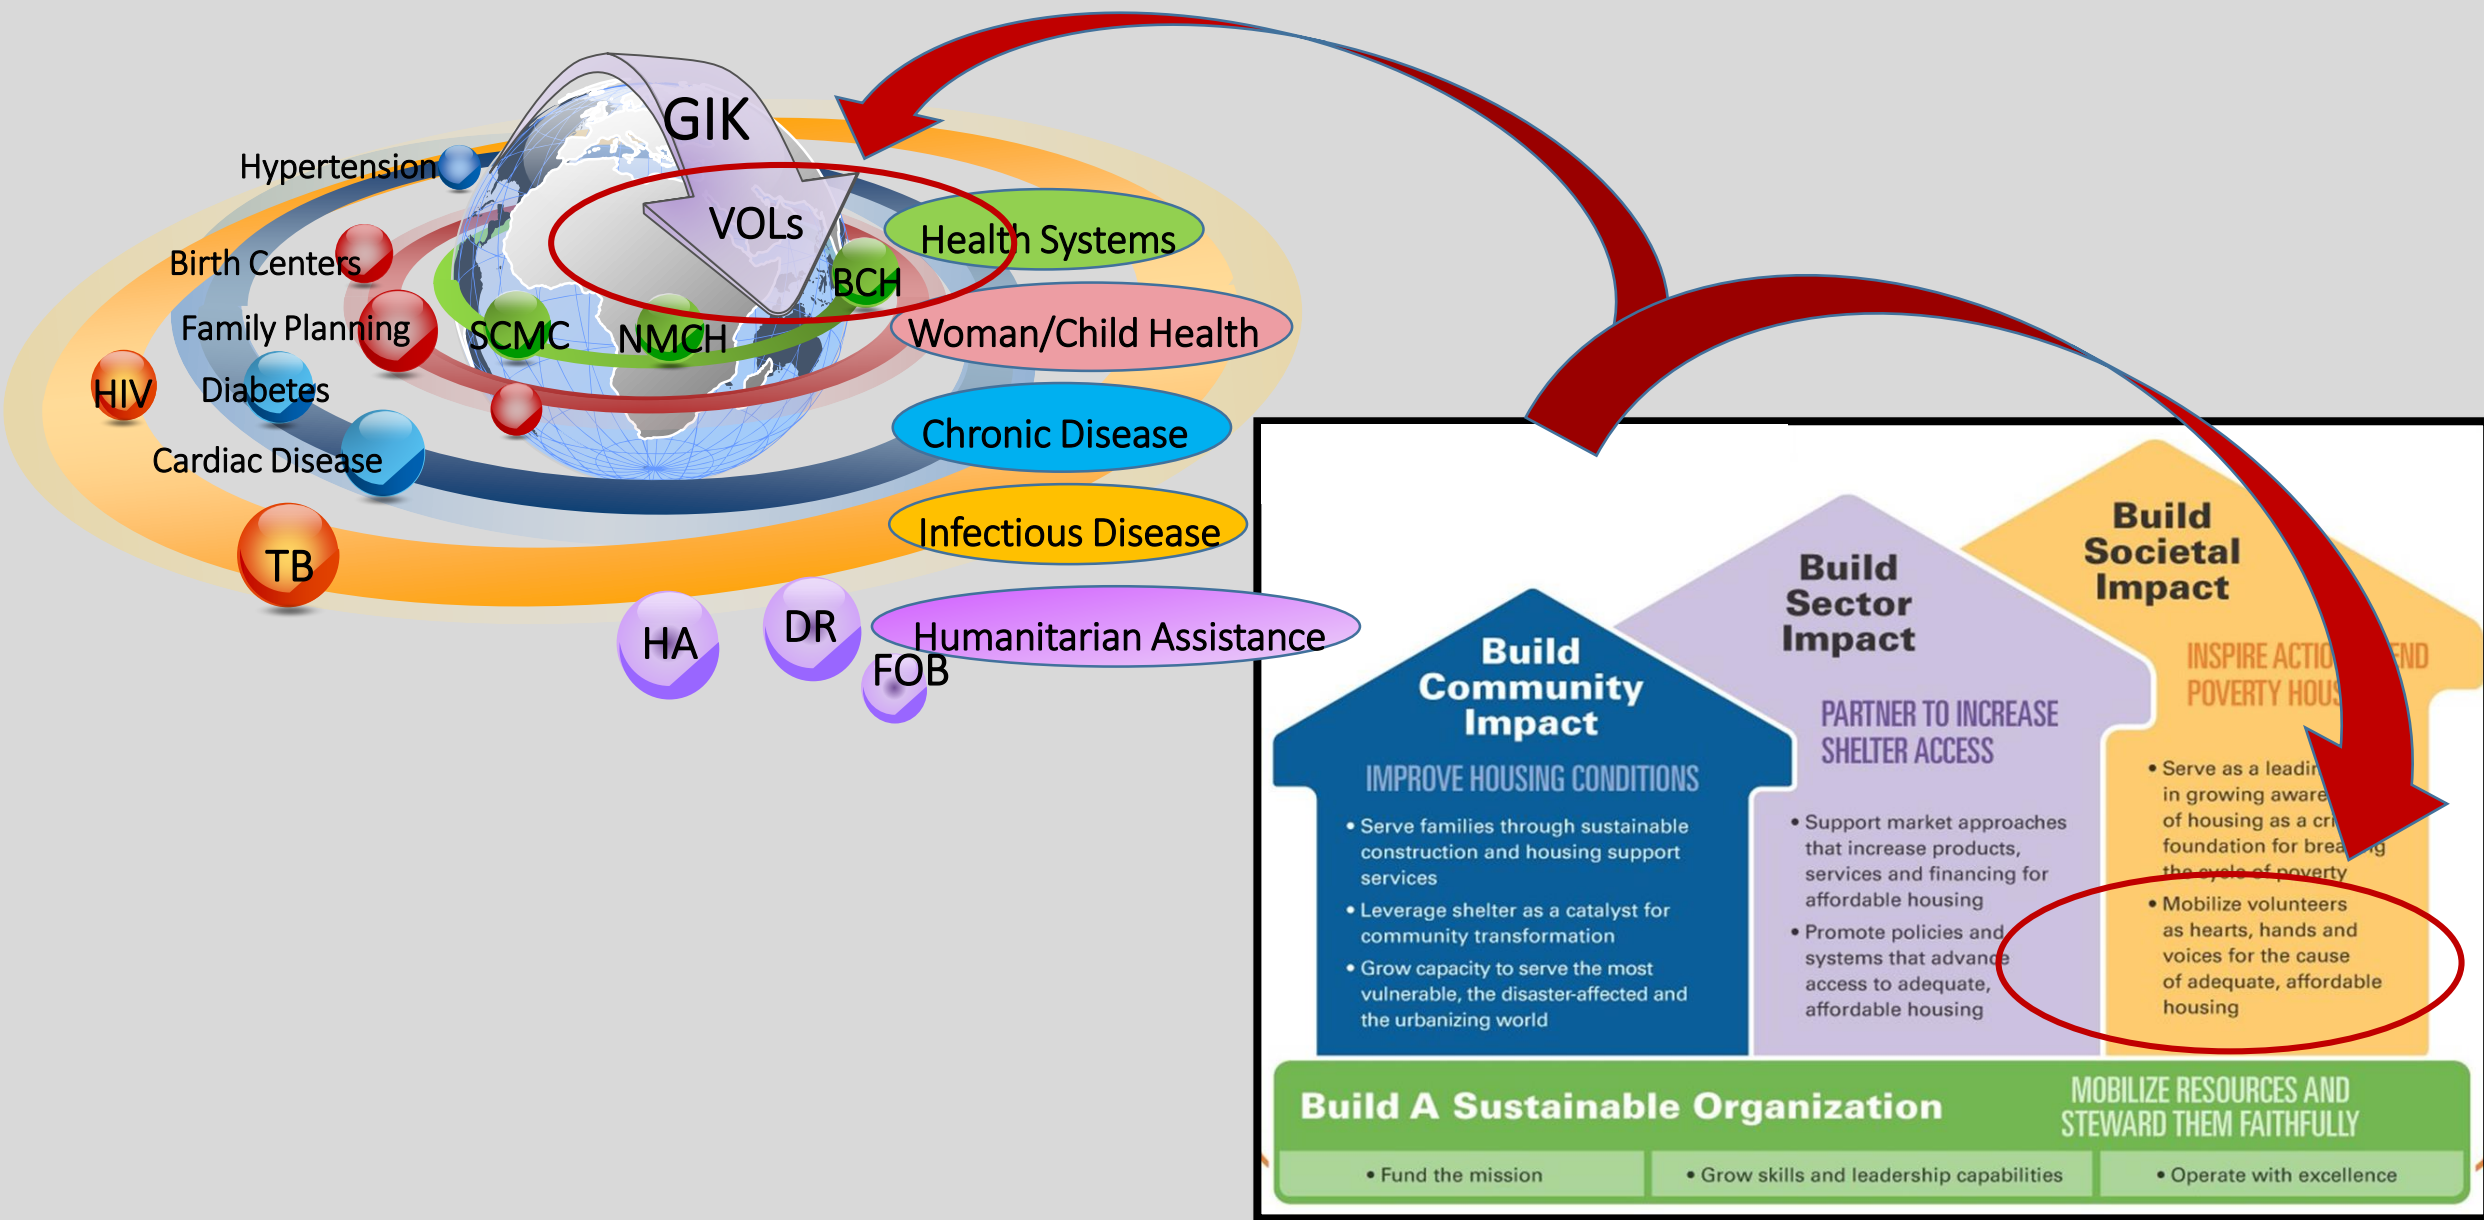 GIK
VOLs
Hypertension
Birth Centers
Family Planning
HIV
Diabetes
Cardiac Disease
TB
SCMC
NMCH
BCH
HA
DR
FOB
Health Systems
Woman/Child Health
Chronic Disease
Infectious Disease
Humanitarian Assistance
Build
Community
Impact
IMPROVE HOUSING CONDITIONS
• Serve families through sustainable
construction and housing support
services
• Leverage shelter as a catalyst for
community transformation
• Grow capacity to serve the most
vulnerable, the disaster-affected and
the urbanizing world
Build
Sector
Impact
PARTNER TO INCREASE
SHELTER ACCESS
• Support market approaches
that increase products,
services and financing for
affordable housing
• Promote policies and
systems that advance
access to adequate,
affordable housing
Build
Societal
Impact
INSPIRE
POVERTY
• Serve as a
in growing
of housing as a
foundation for
the cycle of poverty
• Mobilize volunteers
as hearts, hands and
voices for the cause
of adequate, affordable
housing
Build A Sustainable Organization
MOBILIZE RESOURCES AND
STEWARD THEM FAITHFULLY
• Fund the mission
• Grow skills and leadership capabilities
• Operate with excellence